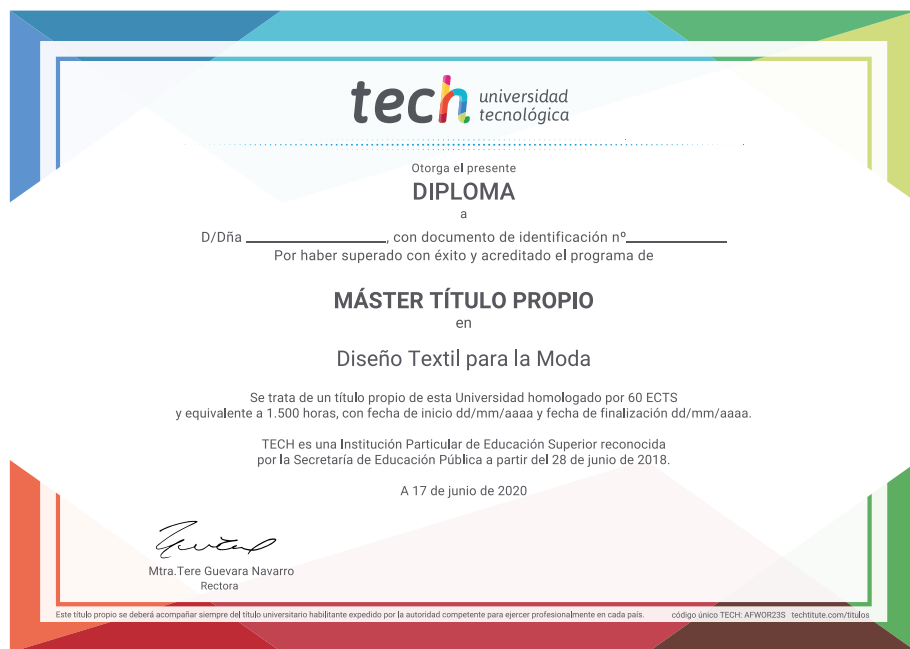 tech universidad
tecnológica
Otorga el presente
DIPLOMA
a
D/Dña ________________, con documento de identificación nº____________
Por haber superado con éxito y acreditado el programa de
MÁSTER TÍTULO PROPIO
en
Diseño Textil para la Moda
Se trata de un título propio de esta Universidad homologado por 60 ECTS
y equivalente a 1.500 horas, con fecha de inicio dd/mm/aaaa y fecha de finalización dd/mm/aaaa.
TECH es una Institución Particular de Educación Superior reconocida
por la Secretaría de Educación Pública a partir del 28 de junio de 2018.
A 17 de junio de 2020
Mtra.Tere Guevara Navarro
Rectora
Este título propio se deberá acompañar siempre del título universitario habilitante expedido por la autoridad competente para ejercer profesionalmente en cada país. código único TECH: AFWOR23S techtitute.com/titulos